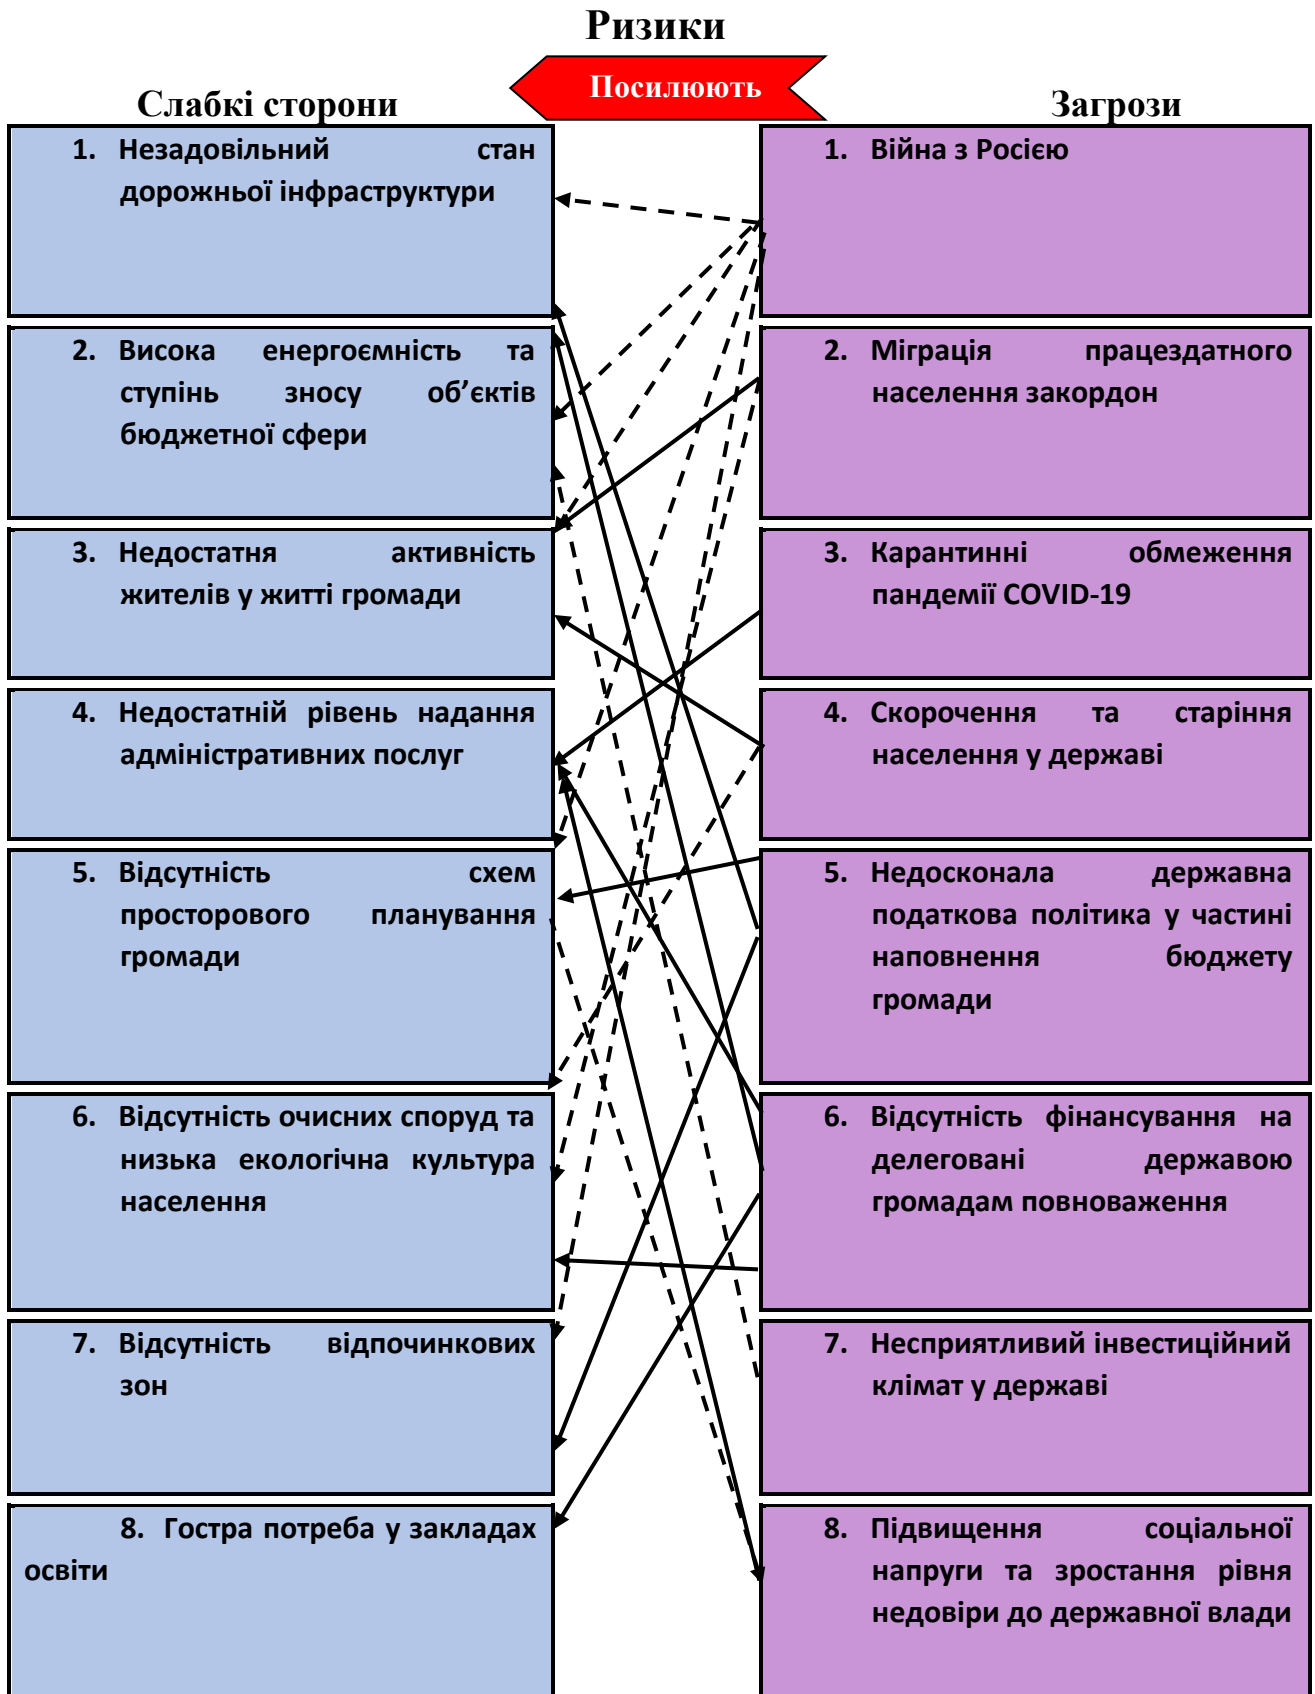 Ризики
Посилюють
Слабкі сторони
1. Незадовільний стан
дорожньої інфраструктури
2. Висока енергоємність та
ступінь зносу об’єктів
бюджетної сфери
3. Недостатня активність
жителів у житті громади
4. Недостатній рівень надання
адміністративних послуг
5. Відсутність схем
просторового планування
громади
6. Відсутність очисних споруд та
низька екологічна культура
населення
7. Відсутність відпочинкових
зон
8. Гостра потреба у закладах
освіти
Загрози
1. Війна з Росією
2. Міграція працездатного
населення закордон
3. Карантинні обмеження
пандемії COVID-19
4. Скорочення та старіння
населення у державі
5. Недосконала державна
податкова політика у частині
наповнення бюджету
громади
6. Відсутність фінансування на
делеговані державою
громадам повноваження
7. Несприятливий інвестиційний
клімат у державі
8. Підвищення соціальної
напруги та зростання рівня
недовіри до державної влади